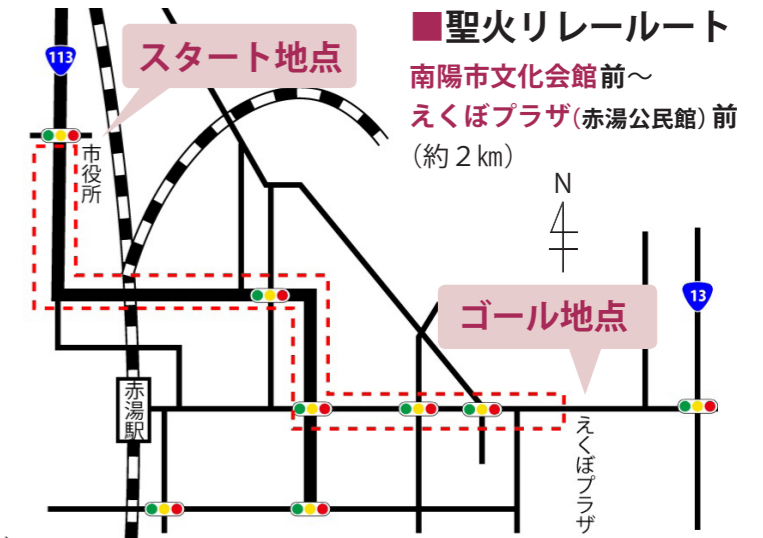 ■聖火リレールート
南陽市文化会館前～
えくぼプラザ(赤湯公民館)前
(約２㎞)
スタート地点
113
市役所
N
13
ゴール地点
赤湯駅
えくぼプラザ